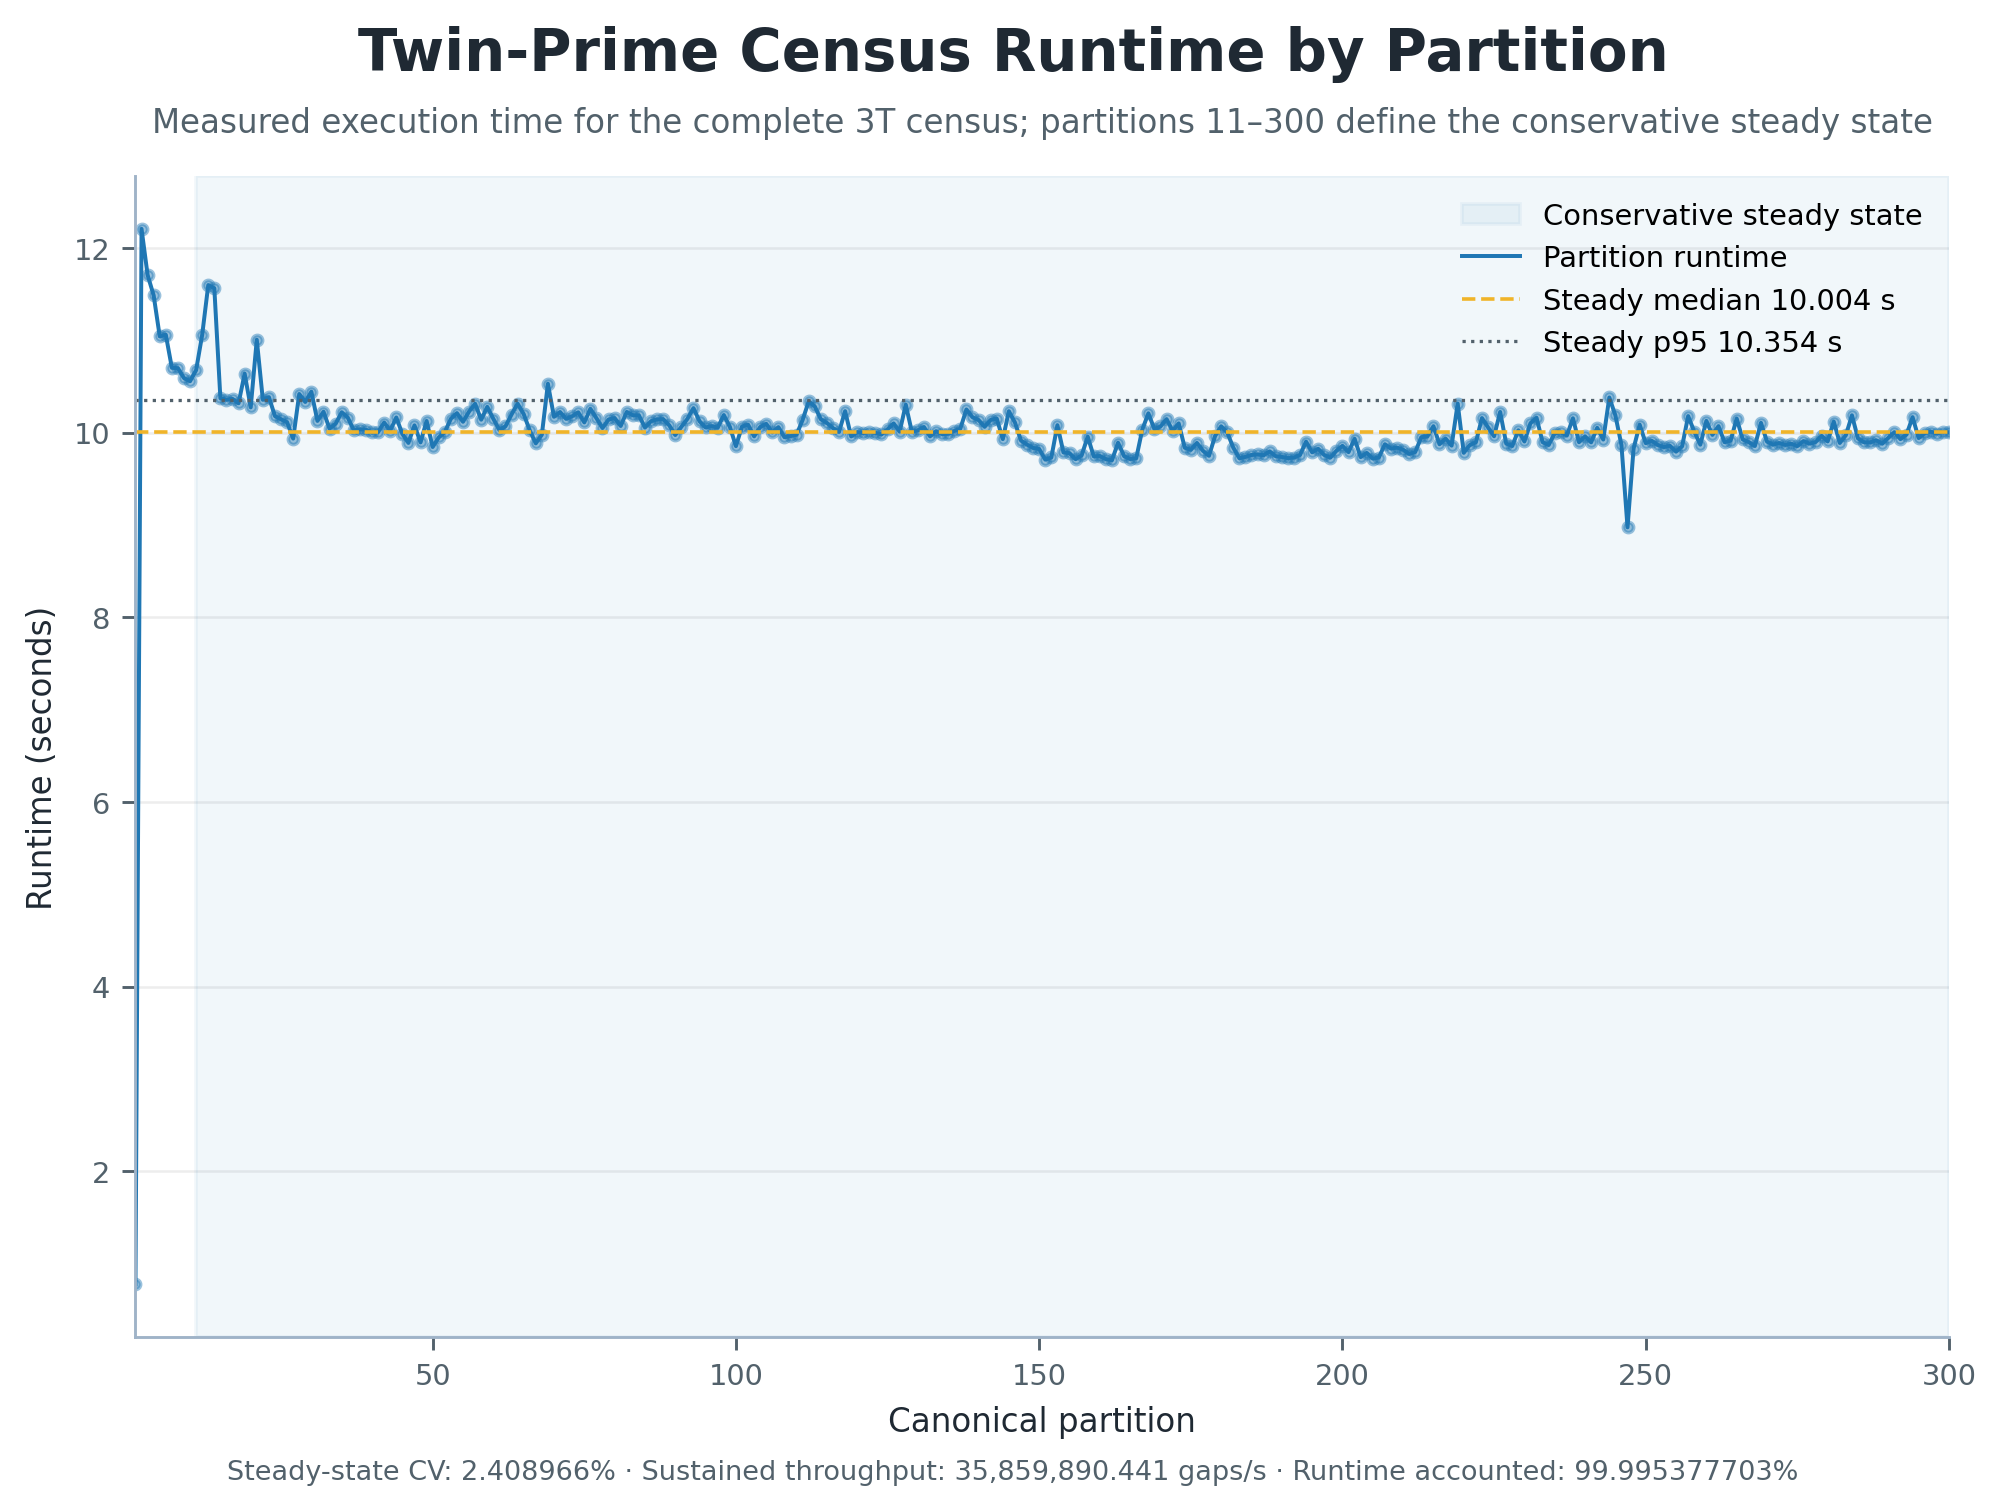 Twin-Prime Census Runtime by Partition
Measured execution time for the complete 3T census; partitions 11–300 define the conservative steady state
Conservative steady state
Partition runtime
Steady median 10.004 s
Steady p95 10.354 s
Runtime (seconds)
12
10
8
6
4
2
50 100 150 200 250 300
Canonical partition
Steady-state CV: 2.408966% · Sustained throughput: 35,859,890.441 gaps/s · Runtime accounted: 99.995377703%